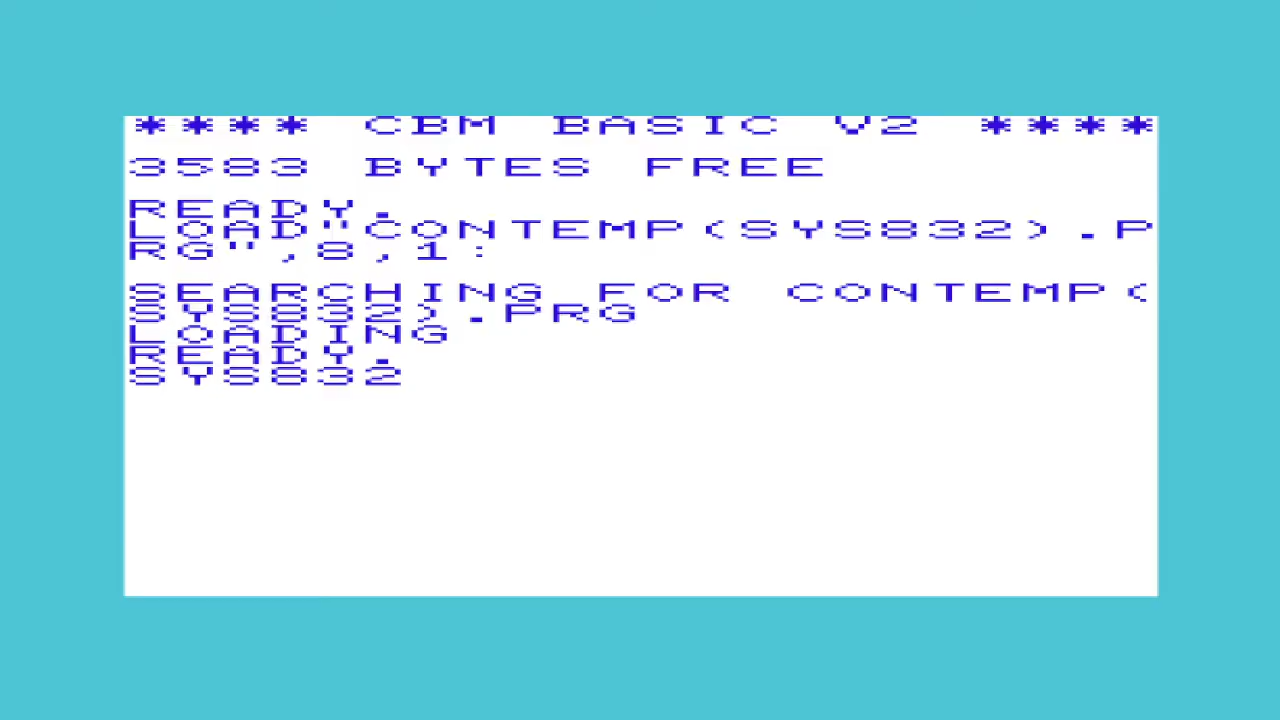 **** CBM BASIC V2 ****
3583 BYTES FREE
READY.
LOAD"CONTEMP(SYS832).P
RG",8,1:
SEARCHING FOR CONTEMP(
SYS832).PRG
LOADING
READY.
SYS832